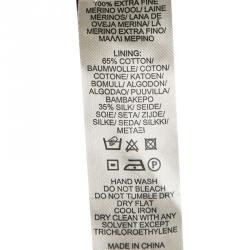 100% EXTRA FINE
MERINO WOOL/ LAINE
MERINOS/ LANA DE
OVEJA MERINA/ LA
MERINO EXTRA FINO/
ΜΑΛΛΙ ΜΕΡΙΝΟ
LINING:
65% COTTON/
BAUMWOLLE/ COTON/
COTONE/ KATOEN/
BOMULL/ ALGODON/
ALGODAO/ PUUVILLA/
ΒΑΜΒΑΚΕΡΟ
35% SILK/ SEIDE/
SOIE/ SETA/ ZIJDE/
SILKE/ SEDA/ SILKKI/
ΜΕΤΑΞΙ
P
HAND WASH
DO NOT BLEACH
DO NOT TUMBLE DRY
DRY FLAT
COOL IRON
DRY CLEAN WITH ANY
SOLVENT EXCEPT
TRICHLOROETHYLENE
MADE IN CHINA